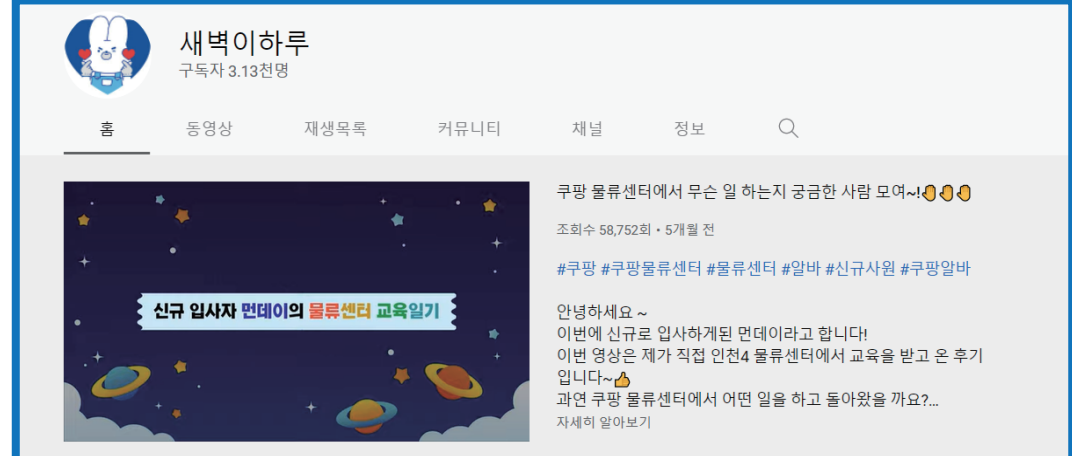 새벽이하루
구독자 3.13천명
홈 동영상 재생목록 커뮤니티 채널 정보
신규 입사자 먼데이의 물류센터 교육일기
쿠팡 물류센터에서 무슨 일 하는지 궁금한 사람 모여~!🤚🤚🤚
조회수 58,752회 • 5개월 전
#쿠팡 #쿠팡물류센터 #물류센터 #알바 #신규사원 #쿠팡알바
안녕하세요 ~
이번에 신규로 입사하게된 먼데이라고 합니다!
이번 영상은 제가 직접 인천4 물류센터에서 교육을 받고 온 후기
입니다~👍
과연 쿠팡 물류센터에서 어떤 일을 하고 돌아왔을 까요?...
자세히 알아보기